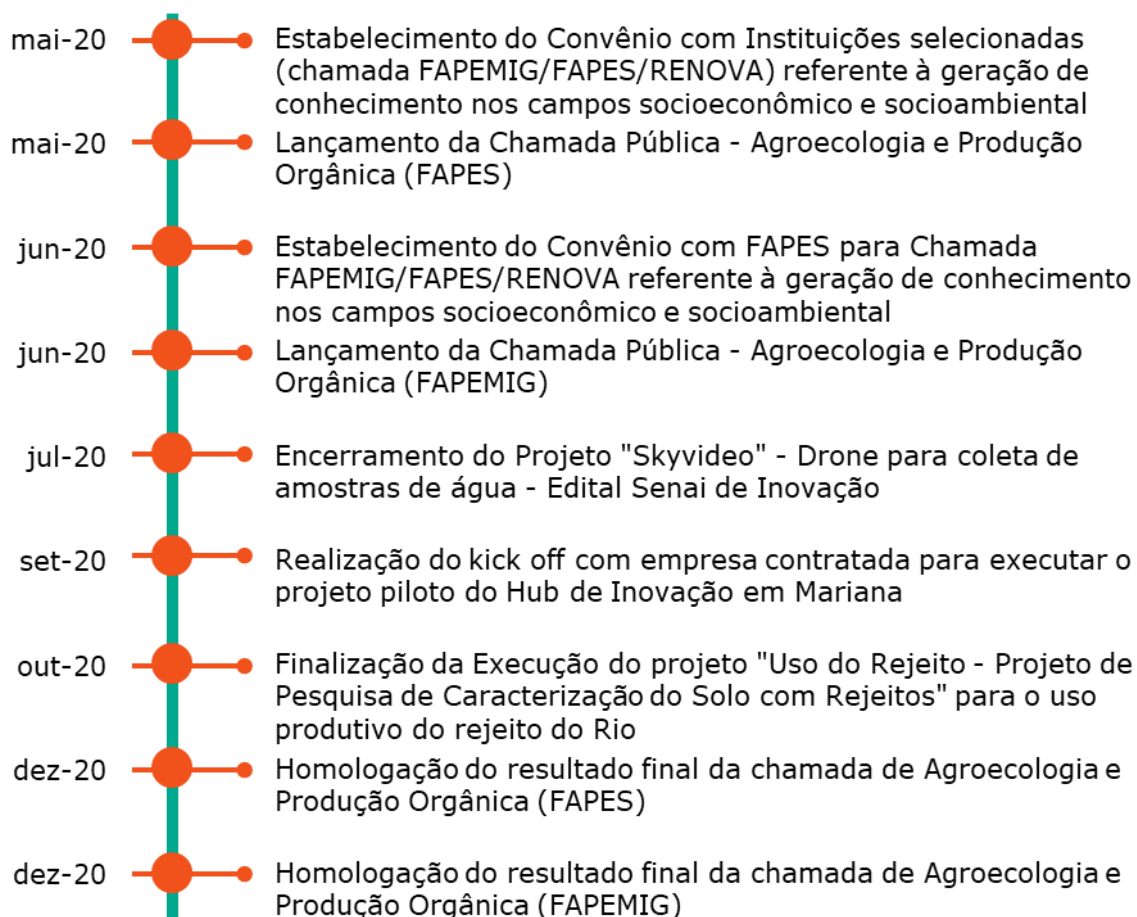 mai-20
Estabelecimento do Convênio com Instituições selecionadas
(chamada FAPEMIG/FAPES/RENOVA) referente à geração de
conhecimento nos campos socioeconômico e socioambiental
mai-20
Lançamento da Chamada Pública - Agroecologia e Produção
Orgânica (FAPES)
jun-20
Estabelecimento do Convênio com FAPES para Chamada
FAPEMIG/FAPES/RENOVA referente à geração de conhecimento
nos campos socioeconômico e socioambiental
jun-20
Lançamento da Chamada Pública - Agroecologia e Produção
Orgânica (FAPEMIG)
jul-20
Encerramento do Projeto "Skyvideo" - Drone para coleta de
amostras de água - Edital Senai de Inovação
set-20
Realização do kick off com empresa contratada para executar o
projeto piloto do Hub de Inovação em Mariana
out-20
Finalização da Execução do projeto "Uso do Rejeito - Projeto de
Pesquisa de Caracterização do Solo com Rejeitos" para o uso
produtivo do rejeito do Rio
dez-20
Homologação do resultado final da chamada de Agroecologia e
Produção Orgânica (FAPES)
dez-20
Homologação do resultado final da chamada de Agroecologia e
Produção Orgânica (FAPEMIG)